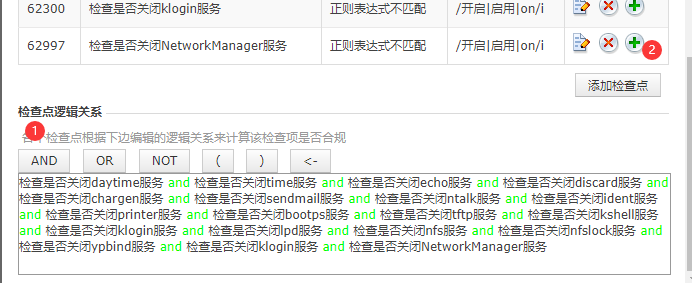 62300 检查是否关闭klogin服务 正则表达式不匹配 /开启|启用|on/i
62997 检查是否关闭NetworkManager服务 正则表达式不匹配 /开启|启用|on/i
2
添加检查点
检查点逻辑关系
1
个检查点根据下边编辑的逻辑关系来计算该检查项是否合规
AND OR NOT ( ) <-
检查是否关闭daytime服务 and 检查是否关闭time服务 and 检查是否关闭echo服务 and 检查是否关闭discard服务 and
检查是否关闭chargen服务 and 检查是否关闭sendmail服务 and 检查是否关闭ntalk服务 and 检查是否关闭ident服务
and 检查是否关闭printer服务 and 检查是否关闭bootps服务 and 检查是否关闭tftp服务 and 检查是否关闭kshell服务
and 检查是否关闭klogin服务 and 检查是否关闭lpd服务 and 检查是否关闭nfs服务 and 检查是否关闭nfslock服务 and
检查是否关闭ypbind服务 and 检查是否关闭klogin服务 and 检查是否关闭NetworkManager服务